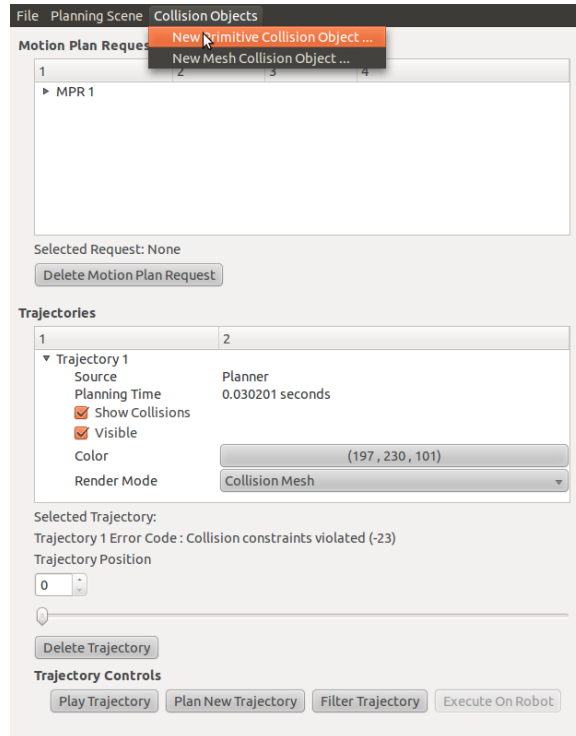 File Planning Scene Collision Objects
New Primitive Collision Object ...
Motion Plan Reques
New Mesh Collision Object ...
1 2 3 4
MPR 1
Selected Request: None
Delete Motion Plan Request
Trajectories
1 2
Trajectory 1
Source Planner
Planning Time 0.030201 seconds
Show Collisions
Visible
Color (197 , 230 , 101)
Render Mode Collision Mesh
Selected Trajectory:
Trajectory 1 Error Code : Collision constraints violated (-23)
Trajectory Position
0
Delete Trajectory
Trajectory Controls
Play Trajectory Plan New Trajectory Filter Trajectory Execute On Robot